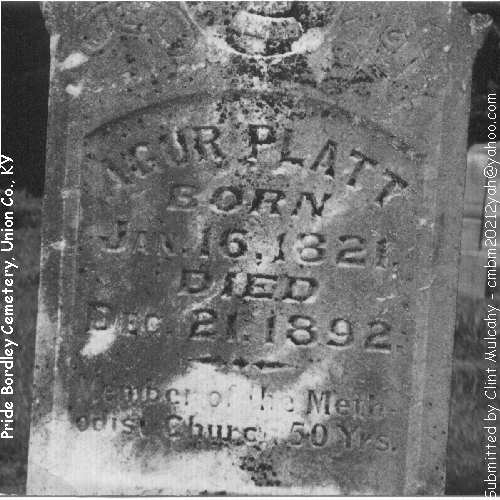 PLATT
BORN
JAN. 16, 1821.
DIED
DEC 21. 1892.
Member of the Meth-
odist Church 50 Yrs.
Pride Bordley Cemetery, Union Co., KY
Submitted by Clint Mulcahy - cmbm20212yah@yahoo.com